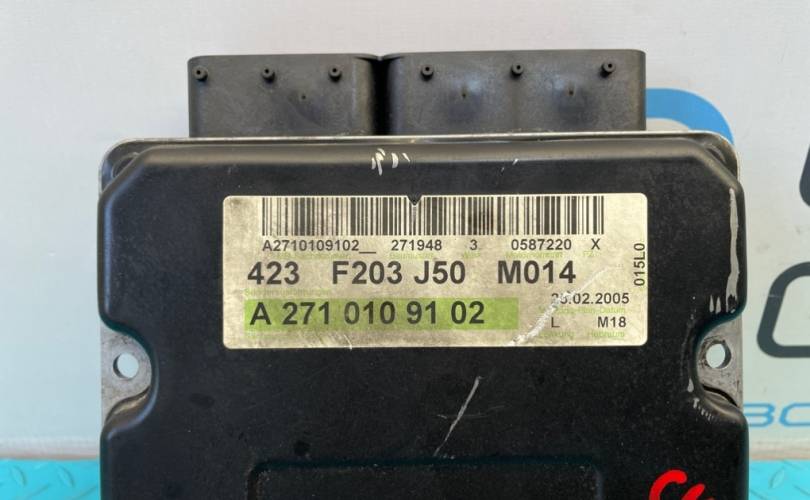 A2710109102__ 271948 3 0587220 X
423 F203 J50 M014
015L0
25.02.2005
A 271 010 91 02
L M18